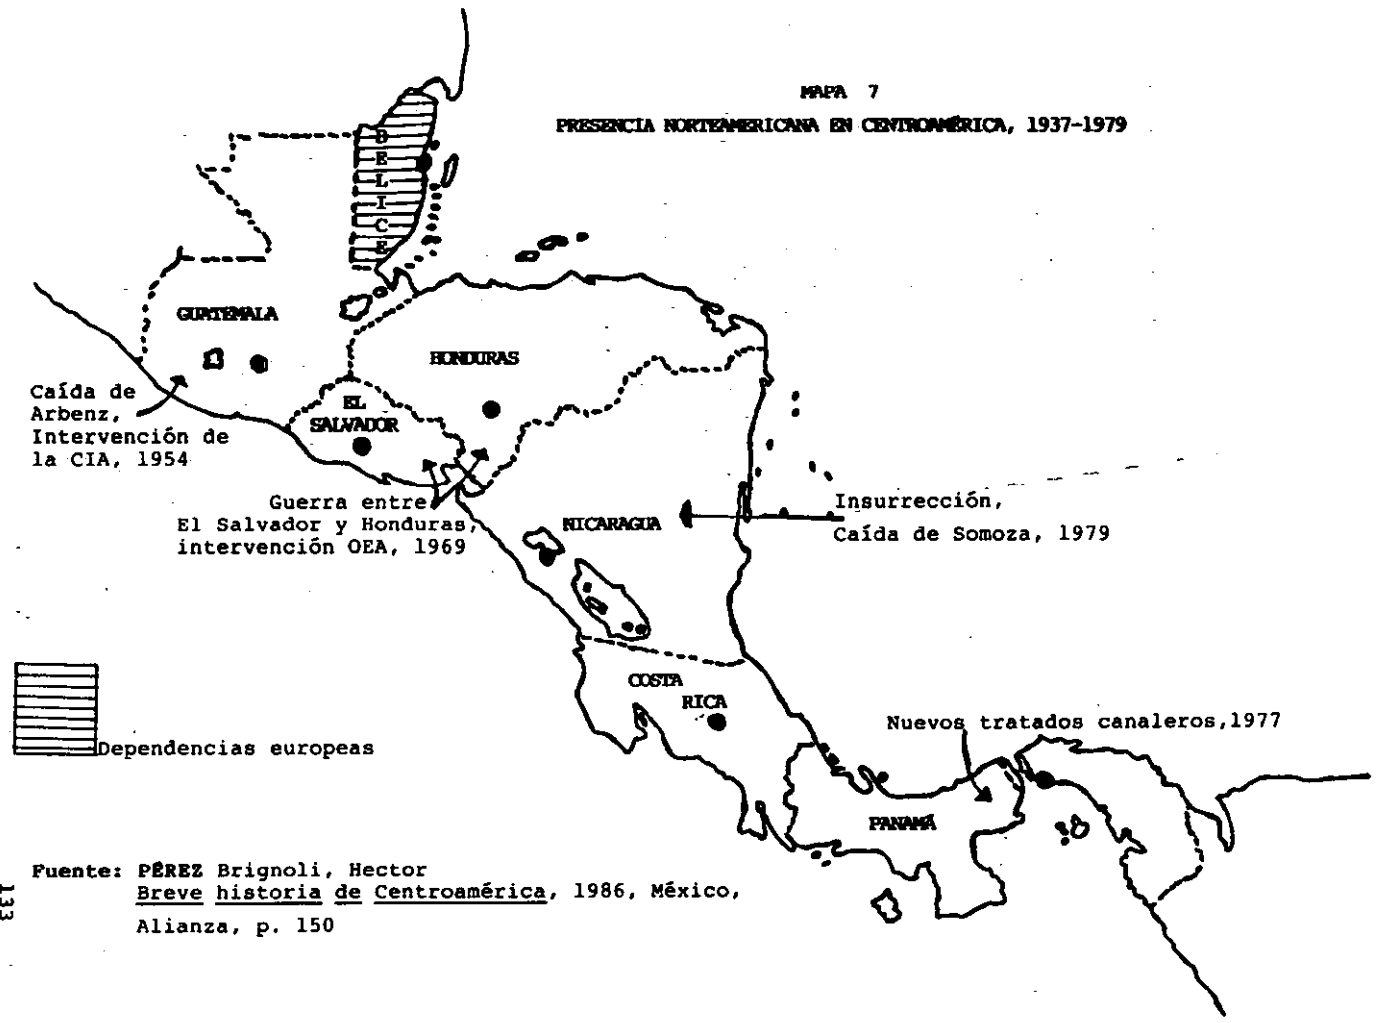 MAPA 7
PRESENCIA NORTEAMERICANA EN CENTROAMÉRICA, 1937-1979
BELICE
GUATEMALA
HONDURAS
EL
SALVADOR
Caída de
Arbenz,
Intervención de
la CIA, 1954
Guerra entre
El Salvador y Honduras,
intervención OEA, 1969
NICARAGUA
Insurrección,
Caída de Somoza, 1979
COSTA
RICA
Nuevos tratados canaleros,1977
PANAMÁ
Dependencias europeas
Fuente: PÉREZ Brignoli, Hector
Breve historia de Centroamérica, 1986, México,
Alianza, p. 150
133